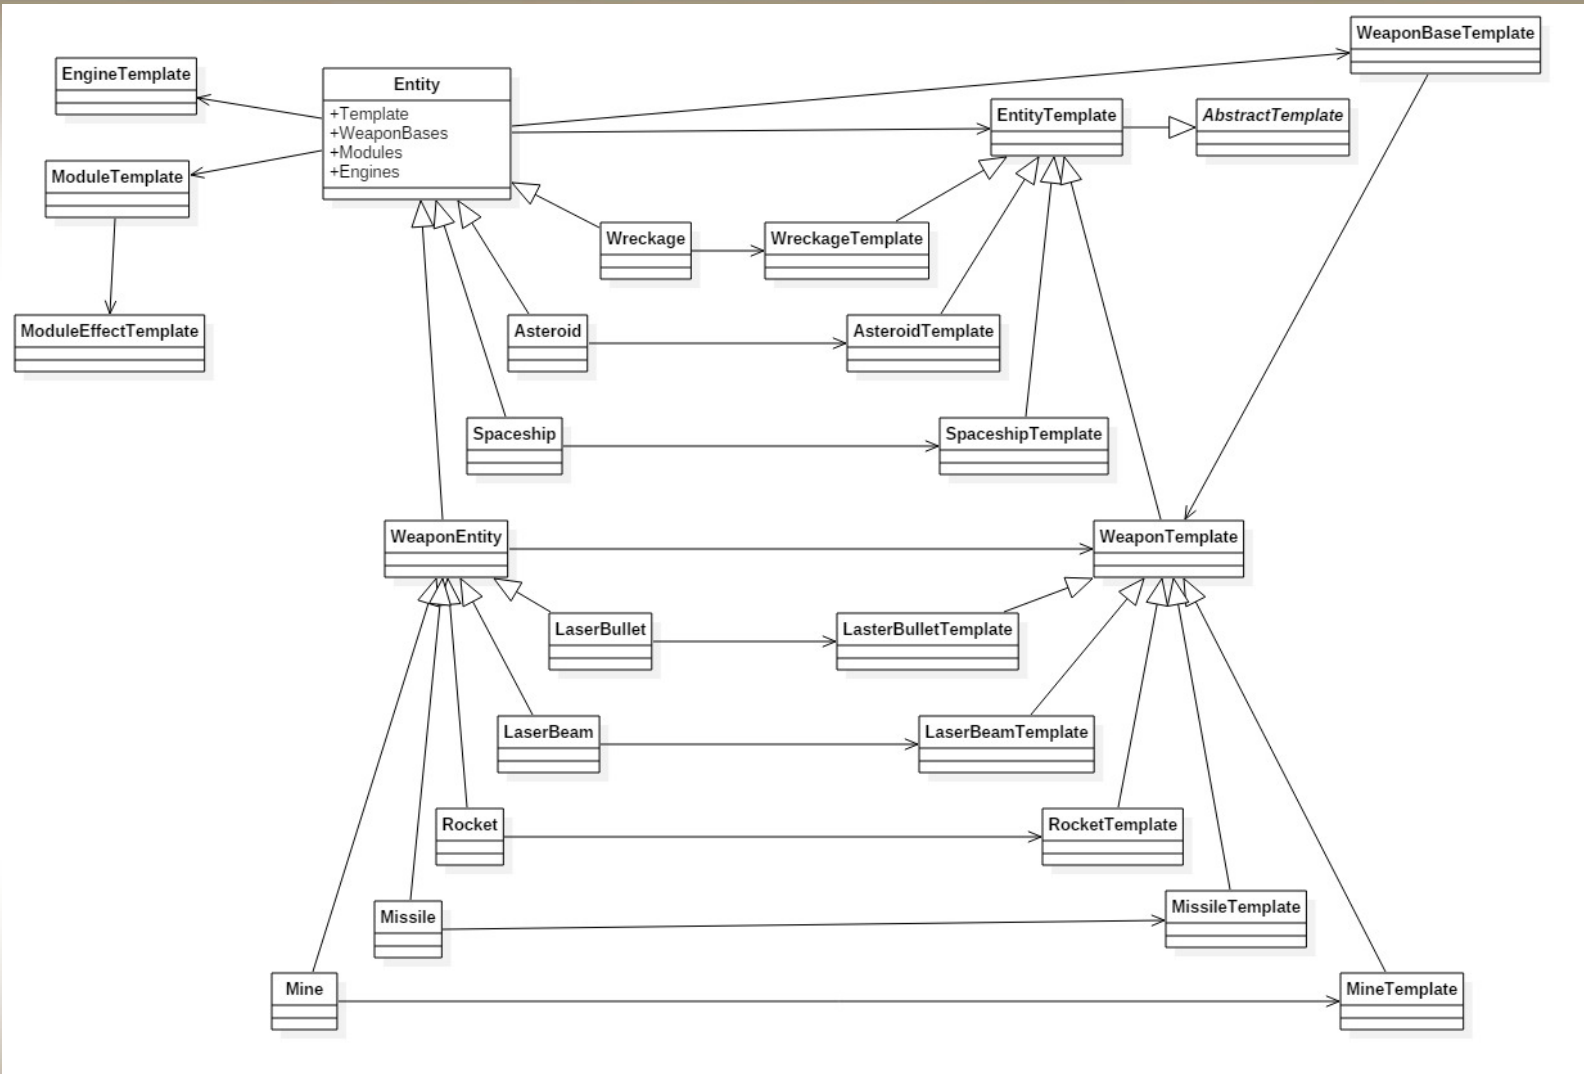 WeaponBaseTemplate
EngineTemplate
Entity
+Template
+WeaponBases
+Modules
+Engines
EntityTemplate
AbstractTemplate
ModuleTemplate
Wreckage
WreckageTemplate
ModuleEffectTemplate
Asteroid
AsteroidTemplate
Spaceship
SpaceshipTemplate
WeaponEntity
WeaponTemplate
LaserBullet
LasterBulletTemplate
LaserBeam
LaserBeamTemplate
Rocket
RocketTemplate
Missile
MissileTemplate
Mine
MineTemplate